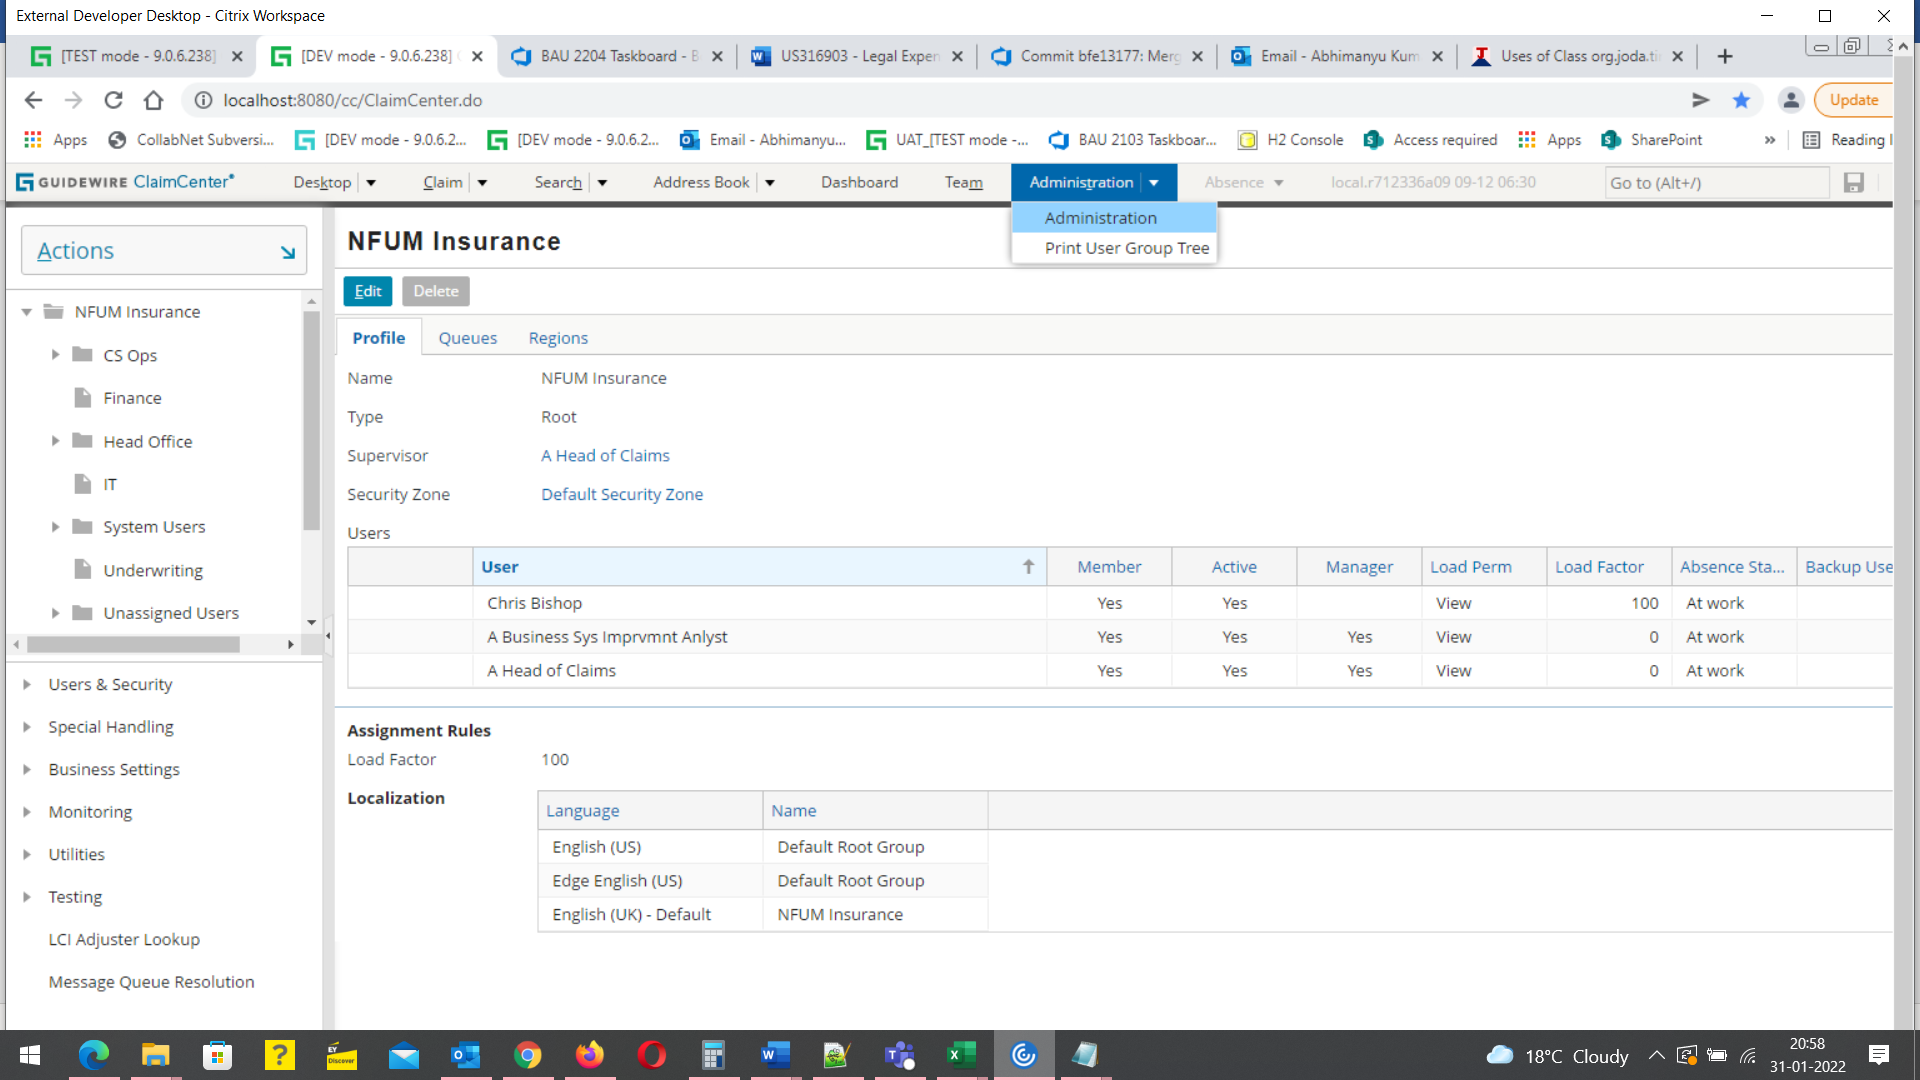 External Developer Desktop - Citrix Workspace
[TEST mode - 9.0.6.238]
[DEV mode - 9.0.6.238]
BAU 2204 Taskboard - B
US316903 - Legal Expen
Commit bfe13177: Merg
Email - Abhimanyu Kum
Uses of Class org.joda.ti
localhost:8080/cc/ClaimCenter.do
Update
Apps
CollabNet Subversi...
[DEV mode - 9.0.6.2...
[DEV mode - 9.0.6.2...
Email - Abhimanyu...
UAT_[TEST mode -...
BAU 2103 Taskboar...
H2 Console
Access required
Apps
SharePoint
»
Reading l
GUIDEWIRE ClaimCenter
Desktop
Claim
Search
Address Book
Dashboard
Team
Administration
Absence
local.r712336a09 09-12 06:30
Go to (Alt+/)
Administration
Print User Group Tree
Actions
NFUM Insurance
CS Ops
Finance
Head Office
IT
System Users
Underwriting
Unassigned Users
Users & Security
Special Handling
Business Settings
Monitoring
Utilities
Testing
LCI Adjuster Lookup
Message Queue Resolution
NFUM Insurance
Edit
Delete
Profile
Queues
Regions
Name NFUM Insurance
Type Root
Supervisor A Head of Claims
Security Zone Default Security Zone
Users
User Member Active Manager Load Perm Load Factor Absence Sta... Backup Use
Chris Bishop Yes Yes View 100 At work
A Business Sys Imprvmnt Anlyst Yes Yes Yes View 0 At work
A Head of Claims Yes Yes Yes View 0 At work
Assignment Rules
Load Factor 100
Localization
Language Name
English (US) Default Root Group
Edge English (US) Default Root Group
English (UK) - Default NFUM Insurance
EY
Discover
18°C Cloudy
20:58
31-01-2022